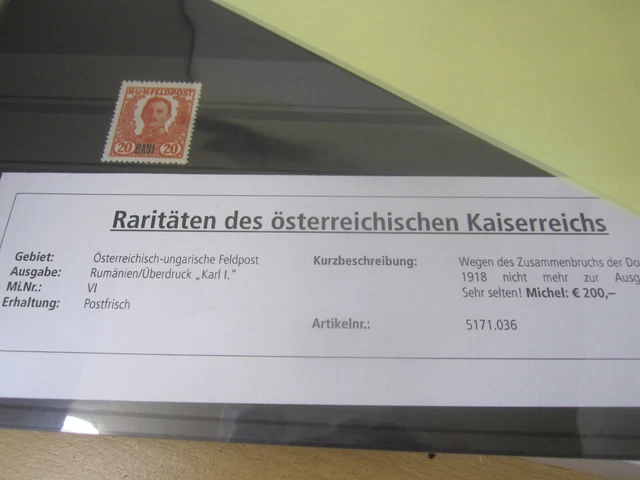 K.u.K. FELDPOST
20 BANI 20
Raritäten des österreichischen Kaiserreichs
Gebiet: Österreichisch-ungarische Feldpost
Ausgabe: Rumänien/Überdruck „Karl I.“
Mi.Nr.: VI
Erhaltung: Postfrisch
Kurzbeschreibung: Wegen des Zusammenbruchs der Do
1918 nicht mehr zur Ausg
Sehr selten! Michel: € 200,–
Artikelnr.: 5171.036